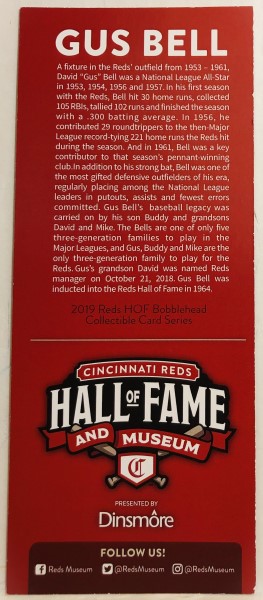 GUS BELL
A fixture in the Reds' outfield from 1953 – 1961,
David "Gus" Bell was a National League All-Star
in 1953, 1954, 1956 and 1957. In his first season
with the Reds, Bell hit 30 home runs, collected
105 RBIs, tallied 102 runs and finished the season
with a .300 batting average. In 1956, he
contributed 29 roundtrippers to the then-Major
League record-tying 221 home runs the Reds hit
during the season. And in 1961, Bell was a key
contributor to that season's pennant-winning
club.In addition to his strong bat, Bell was one of
the most gifted defensive outfielders of his era,
regularly placing among the National League
leaders in putouts, assists and fewest errors
committed. Gus Bell's baseball legacy was
carried on by his son Buddy and grandsons
David and Mike. The Bells are one of only five
three-generation families to play in the
Major Leagues, and Gus, Buddy and Mike are the
only three-generation family to play for the
Reds. Gus's grandson David was named Reds
manager on October 21, 2018. Gus Bell was
inducted into the Reds Hall of Fame in 1964.
2019 Reds HOF Bobblehead
Collectible Card Series
CINCINNATI REDS
HALL OF FAME
AND MUSEUM
C
PRESENTED BY
Dinsmôre
FOLLOW US!
f Reds Museum @RedsMuseum @RedsMuseum